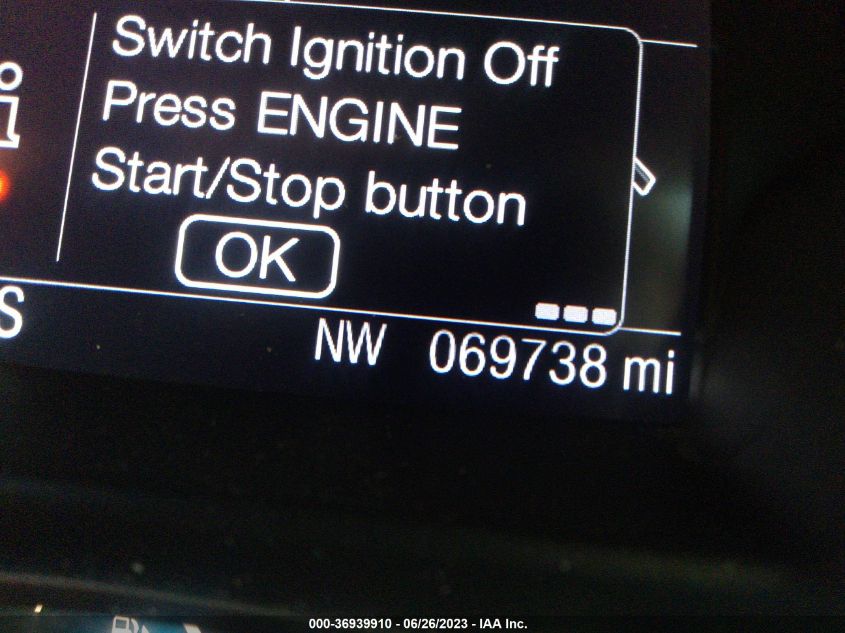 Switch Ignition Off
Press ENGINE
Start/Stop button
OK
S
NW 069738 mi
000-36939910 - 06/26/2023 - IAA Inc.